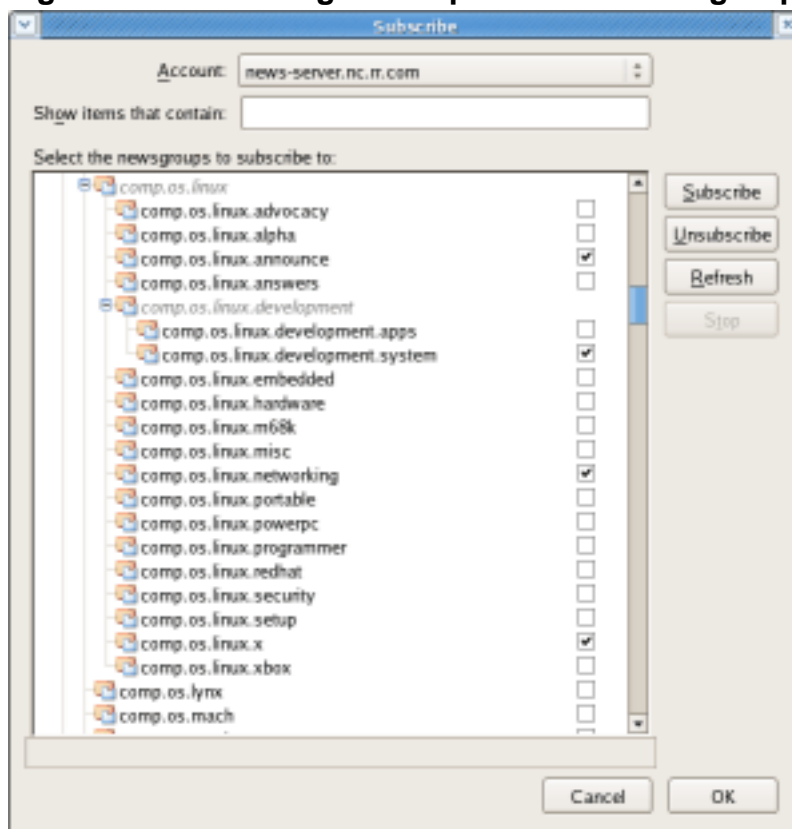 Subscribe
Account: news-server.nc.rr.com
Show items that contain:
Select the newsgroups to subscribe to:
comp.os.linux
comp.os.linux.advocacy
comp.os.linux.alpha
comp.os.linux.announce
comp.os.linux.answers
comp.os.linux.development
comp.os.linux.development.apps
comp.os.linux.development.system
comp.os.linux.embedded
comp.os.linux.hardware
comp.os.linux.m68k
comp.os.linux.misc
comp.os.linux.networking
comp.os.linux.portable
comp.os.linux.powerpc
comp.os.linux.programmer
comp.os.linux.redhat
comp.os.linux.security
comp.os.linux.setup
comp.os.linux.x
comp.os.linux.xbox
comp.os.lynx
comp.os.mach
Subscribe
Unsubscribe
Refresh
Stop
Cancel
OK